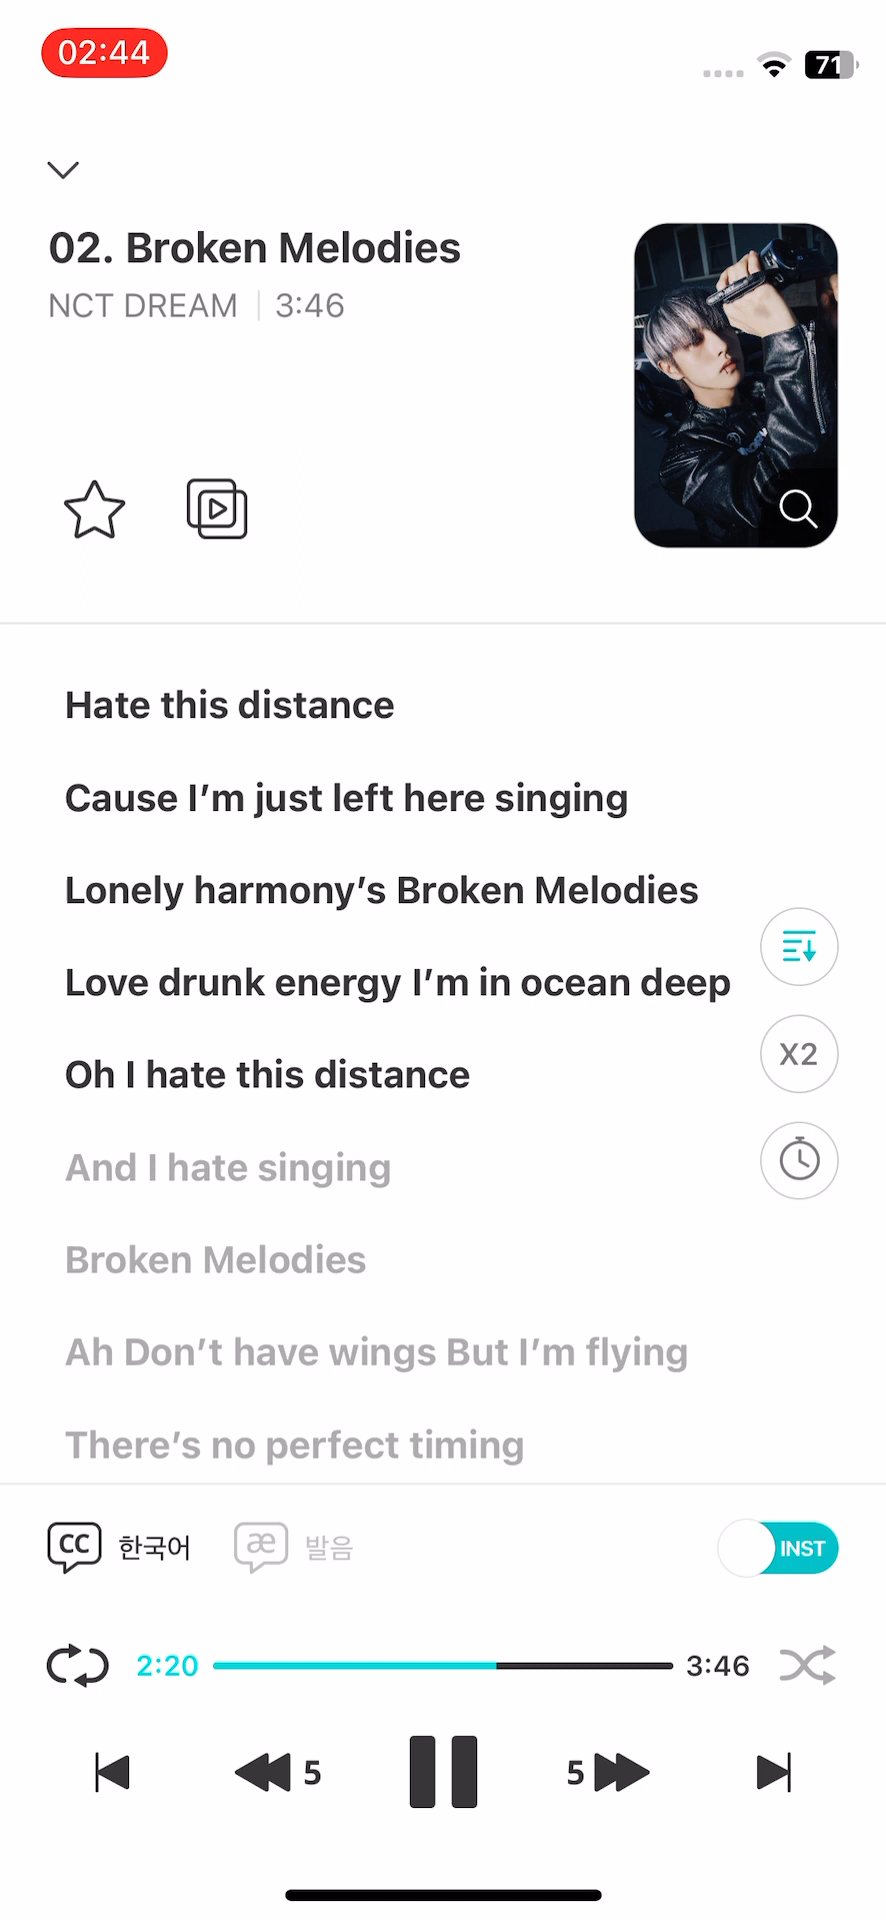 02:44
71
02. Broken Melodies
NCT DREAM | 3:46
Hate this distance
Cause I’m just left here singing
Lonely harmony’s Broken Melodies
Love drunk energy I’m in ocean deep
Oh I hate this distance
And I hate singing
Broken Melodies
Ah Don’t have wings But I’m flying
There’s no perfect timing
X2
CC 한국어 æ 발음 INST
2:20 3:46
5 5